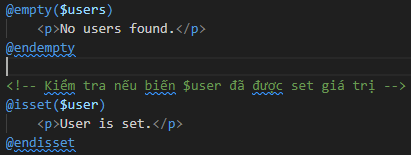 @empty($users)
<p>No users found.</p>
@endempty
<!-- Kiểm tra nếu biến $user đã được set giá trị -->
@isset($user)
<p>User is set.</p>
@endisset